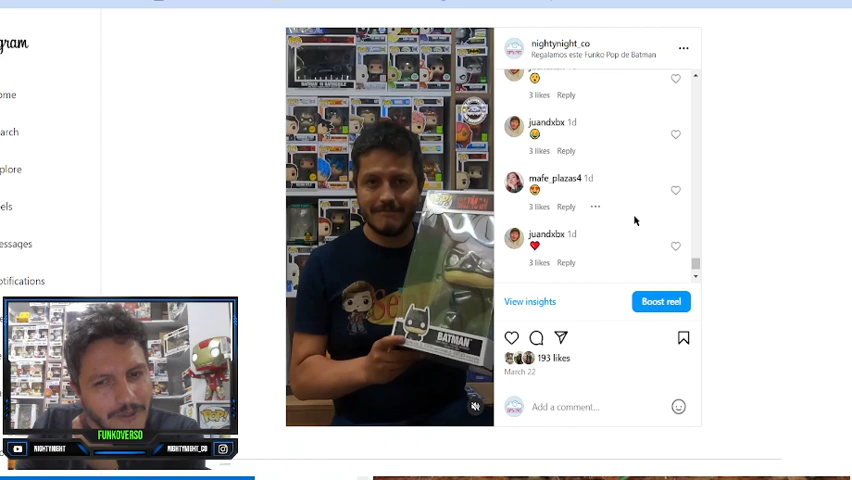 gram
nightynight_co
Regalamos este Funko Pop de Batman
3 likes Reply
juandxbx 1d
3 likes Reply
mafe_plazas4 1d
3 likes Reply
juandxbx 1d
3 likes Reply
View insights
Boost reel
193 likes
March 22
Add a comment...
ome
arch
plore
els
essages
otifications
BATMAN
POP!
FUNKOVERSO
NIGHTYNIGHT
NIGHTYNIGHT_CO